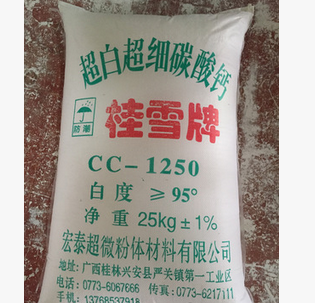 超白超细碳酸钙
防潮
桂雪牌
CC-1250
白度 ≥95°
净重 25kg±1%
宏泰超微粉体材料有限公司
地址:广西桂林兴安县严关镇第一工业区
电话:0773-6067666 传真:0773-6217111
手机:13768537918